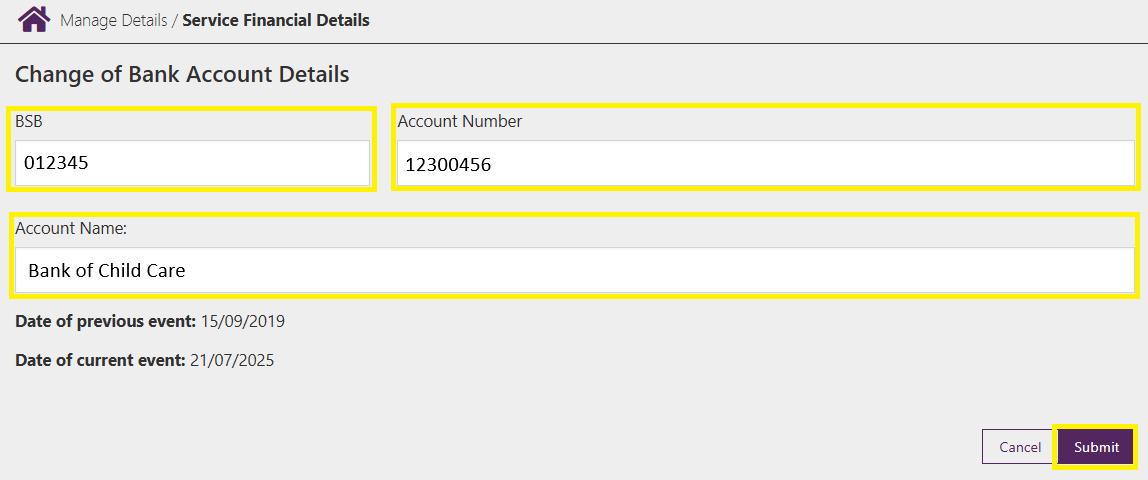 Manage Details / Service Financial Details
Change of Bank Account Details
BSB Account Number
012345 12300456
Account Name:
Bank of Child Care
Date of previous event: 15/09/2019
Date of current event: 21/07/2025
Cancel Submit